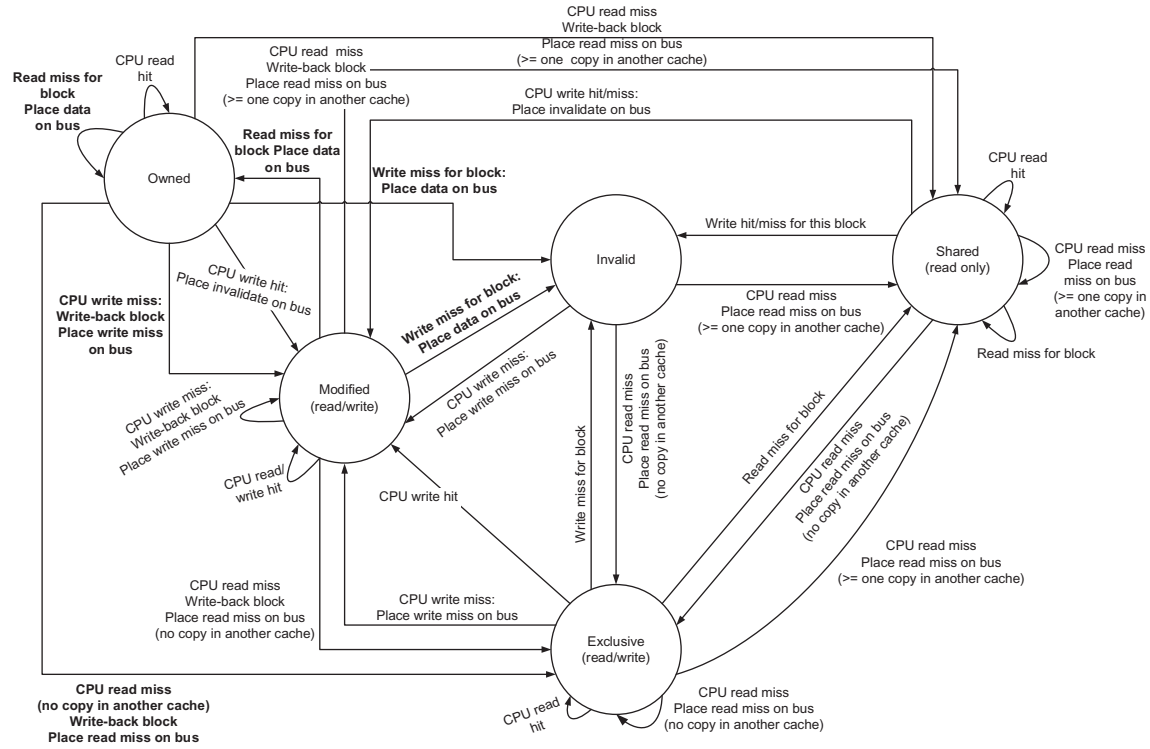 CPU read miss
Write-back block
Place read miss on bus
(>= one copy in another cache)
CPU read miss
Write-back block
Place read miss on bus
(>= one copy in another cache)
CPU read
hit
Read miss for
block
Place data
on bus
CPU write hit/miss:
Place invalidate on bus
Read miss for
block Place data
on bus
Owned
Write miss for block:
Place data on bus
CPU read
hit
Write hit/miss for this block
Invalid
Shared
(read only)
CPU read miss
Place read
miss on bus
(>= one copy in
another cache)
CPU write hit:
Place invalidate on bus
CPU write miss:
Write-back block
Place write miss
on bus
Write miss for block:
Place data on bus
CPU read miss
Place read miss on bus
(>= one copy in another cache)
Read miss for block
Modified
(read/write)
CPU write miss:
Write-back block
Place write miss on bus
CPU write miss:
Place write miss on bus
CPU read miss
Place read miss on bus
(no copy in another cache)
Read miss for block
CPU read miss
Place read miss on bus
(no copy in another cache)
CPU read/
write hit
CPU write hit
Write miss for block
CPU read miss
Place read miss on bus
(>= one copy in another cache)
CPU read miss
Write-back block
Place read miss on bus
(no copy in another cache)
CPU write miss:
Place write miss on bus
Exclusive
(read/write)
CPU read miss
(no copy in another cache)
Write-back block
Place read miss on bus
CPU read
hit
CPU read miss
Place read miss on bus
(no copy in another cache)